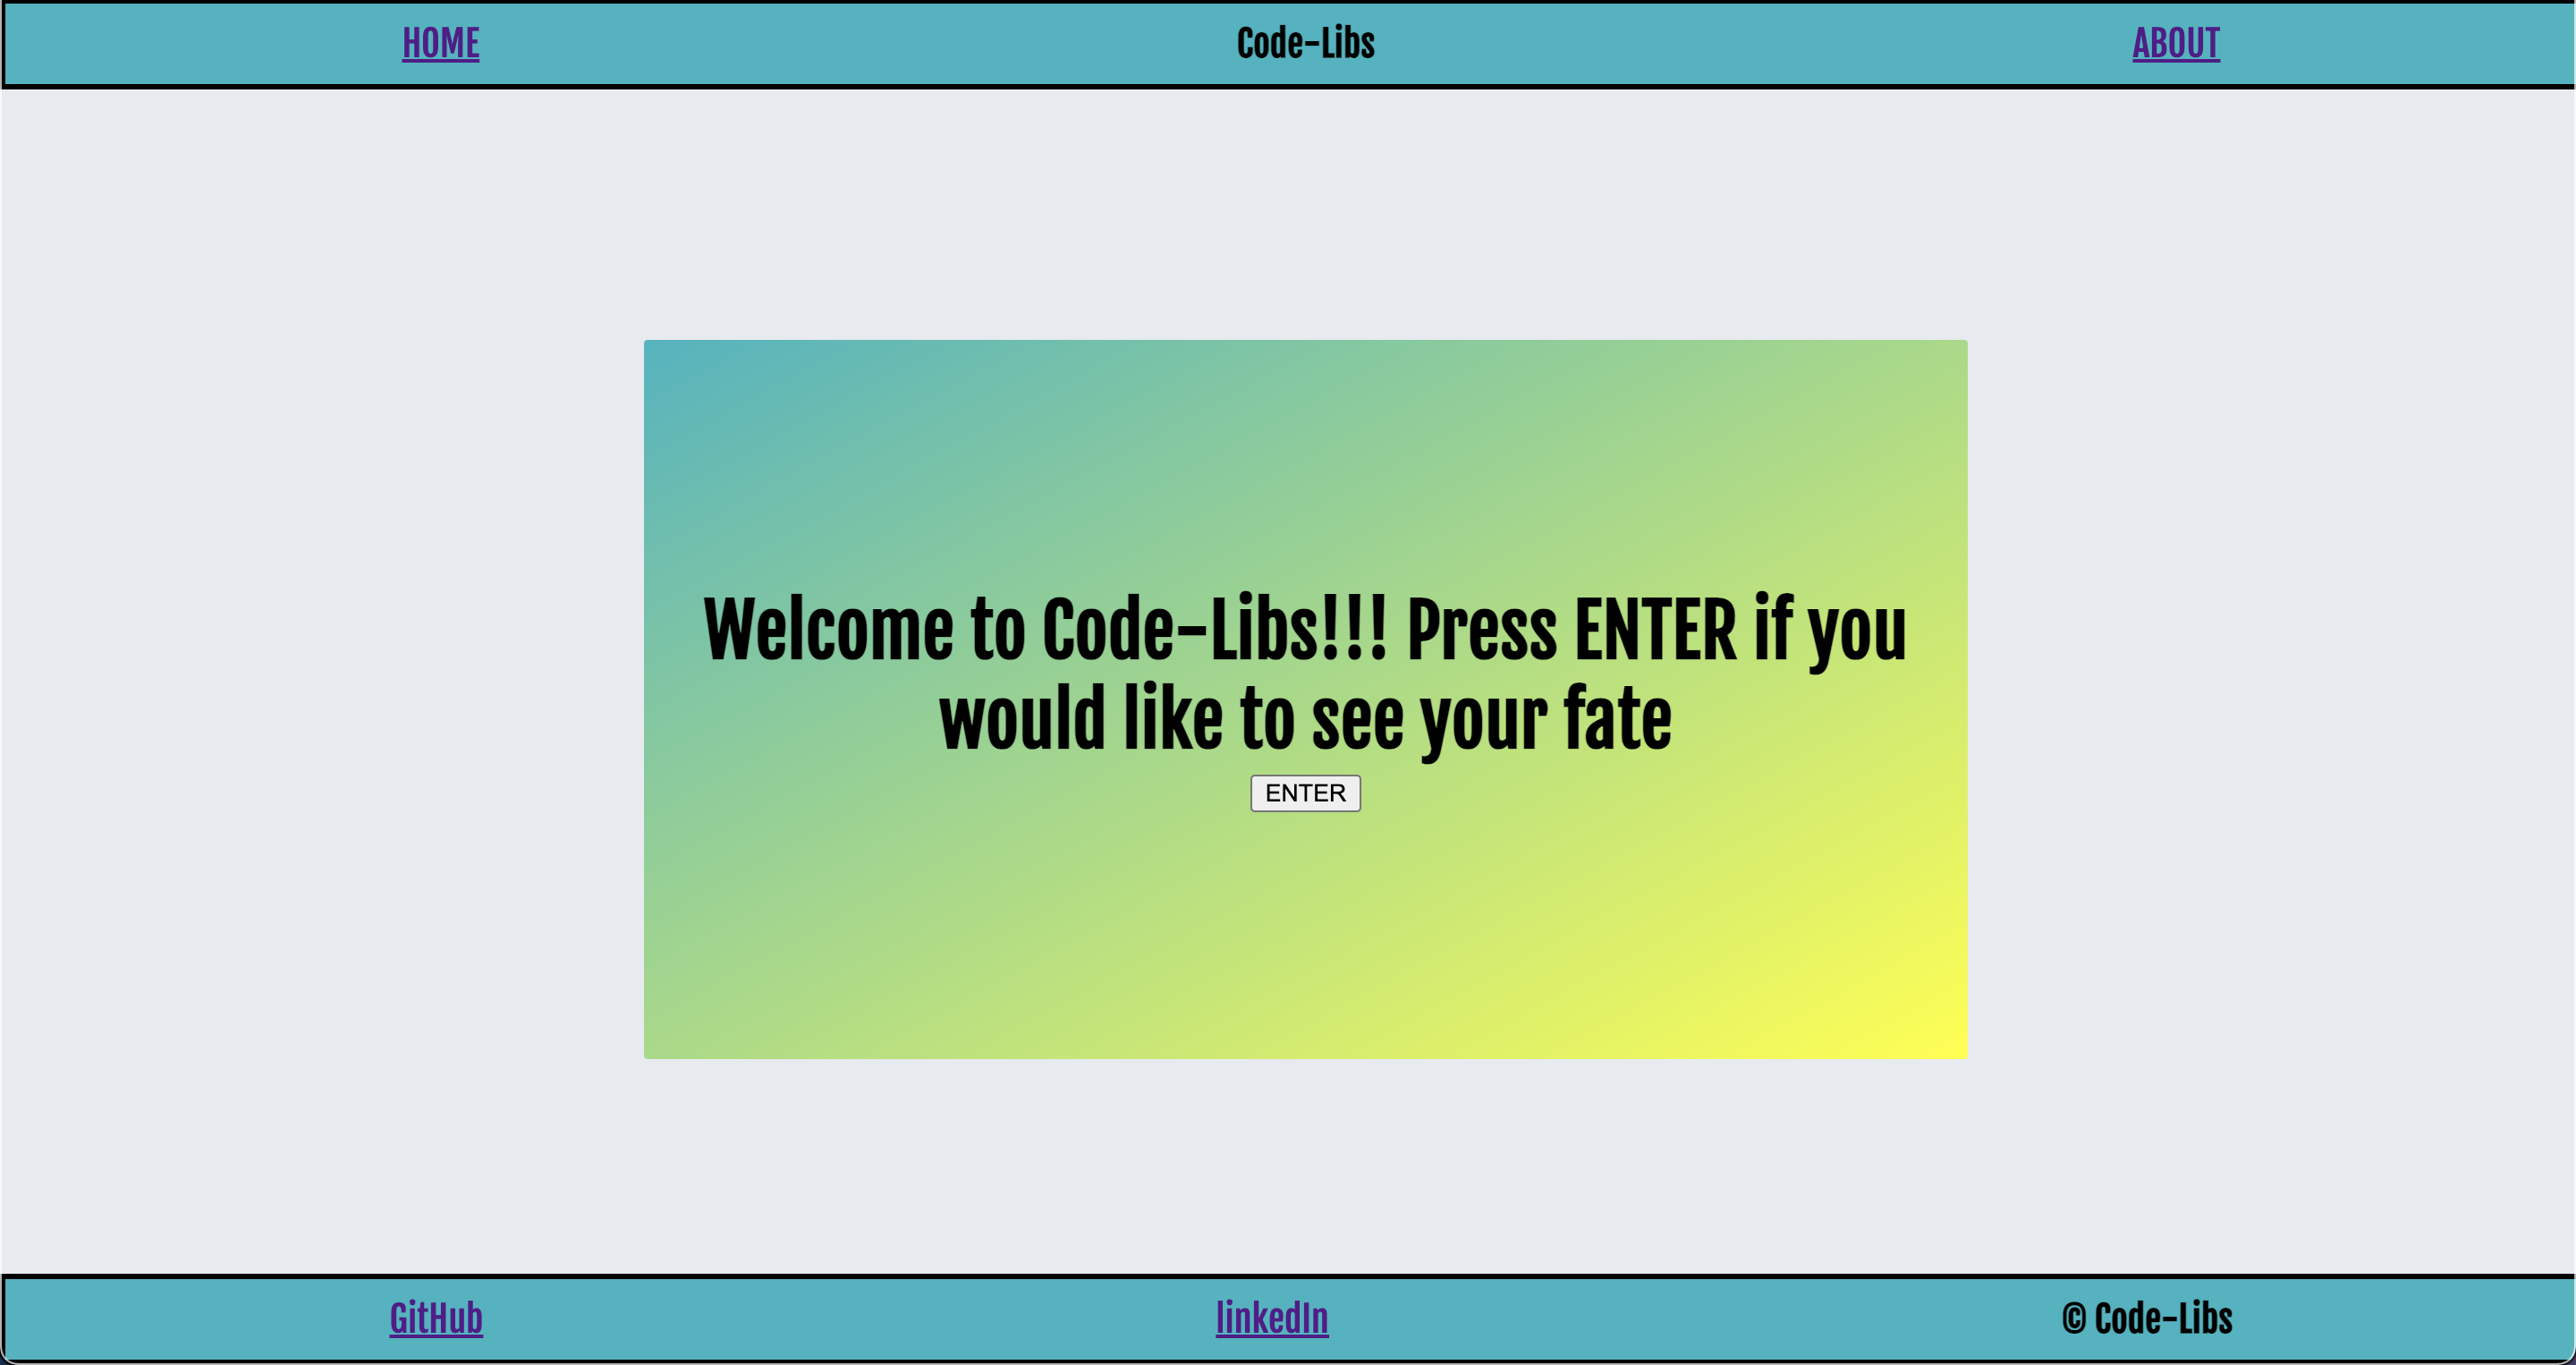 HOME Code-Libs ABOUT
Welcome to Code-Libs!!! Press ENTER if you
would like to see your fate
ENTER
GitHub linkedIn © Code-Libs